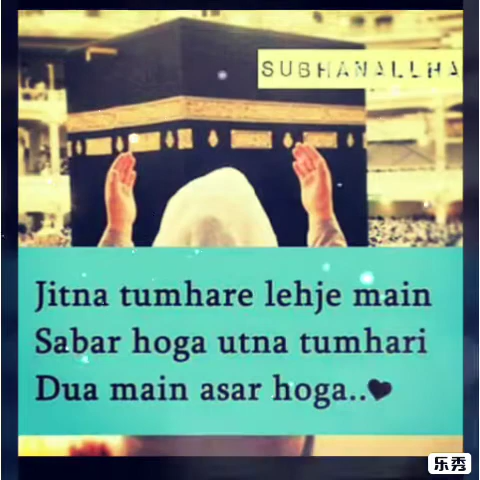 SUBHANALLHA
Jitna tumhare lehje main
Sabar hoga utna tumhari
Dua main asar hoga..❤
乐秀